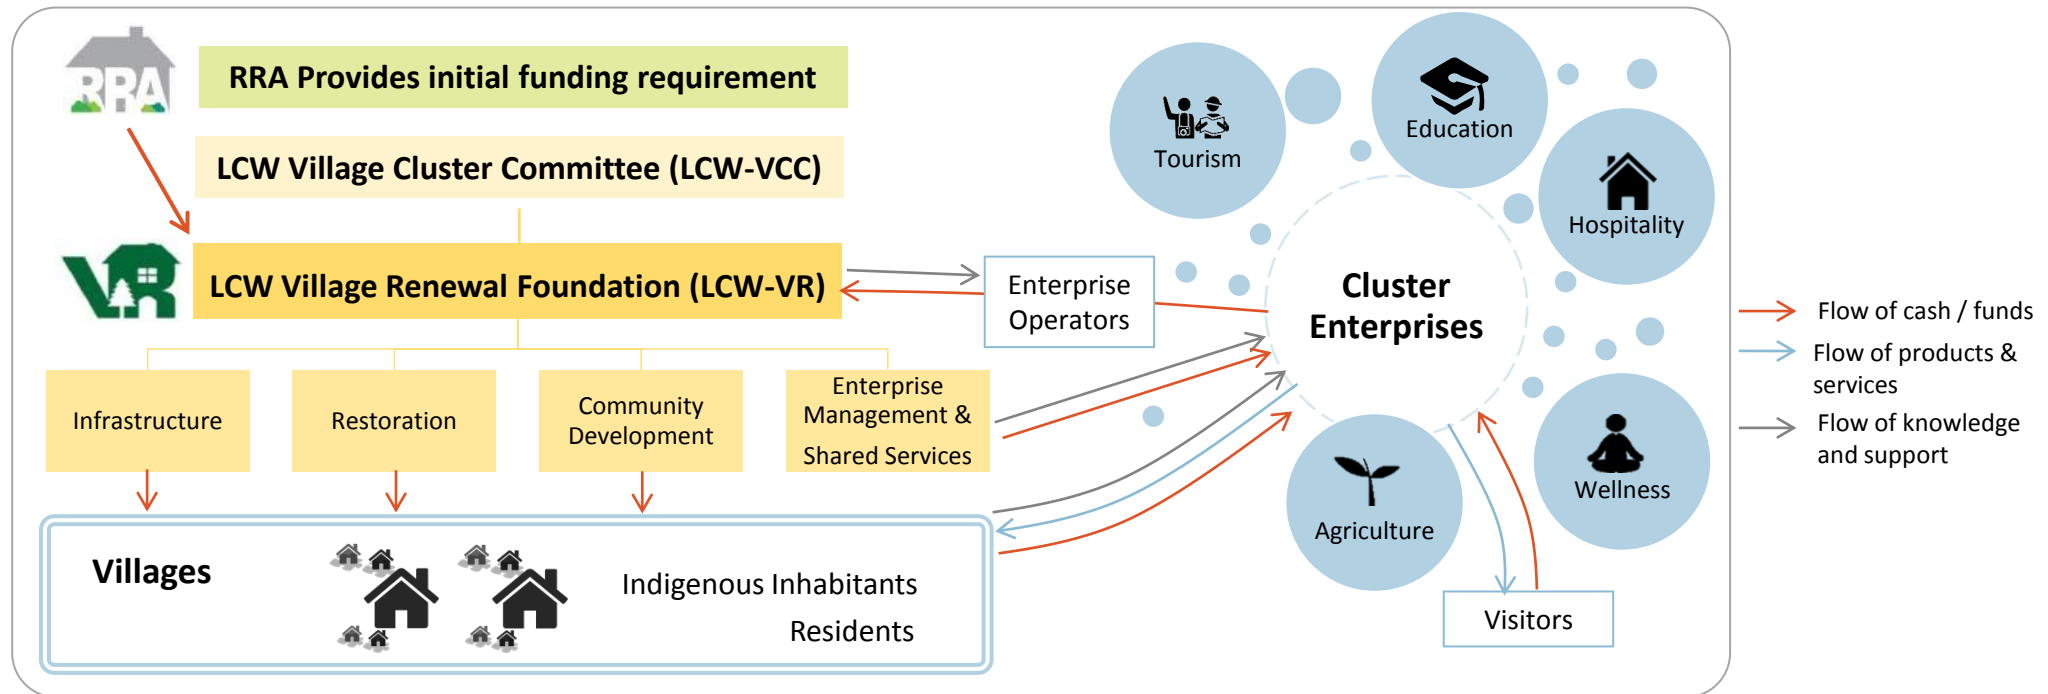 RRA
RRA Provides initial funding requirement
LCW Village Cluster Committee (LCW-VCC)
VR
LCW Village Renewal Foundation (LCW-VR)
Infrastructure
Restoration
Community
Development
Enterprise
Management &
Shared Services
Villages
Indigenous Inhabitants
Residents
Enterprise
Operators
Tourism
Education
Hospitality
Cluster
Enterprises
Wellness
Agriculture
Visitors
Flow of cash / funds
Flow of products &
services
Flow of knowledge
and support